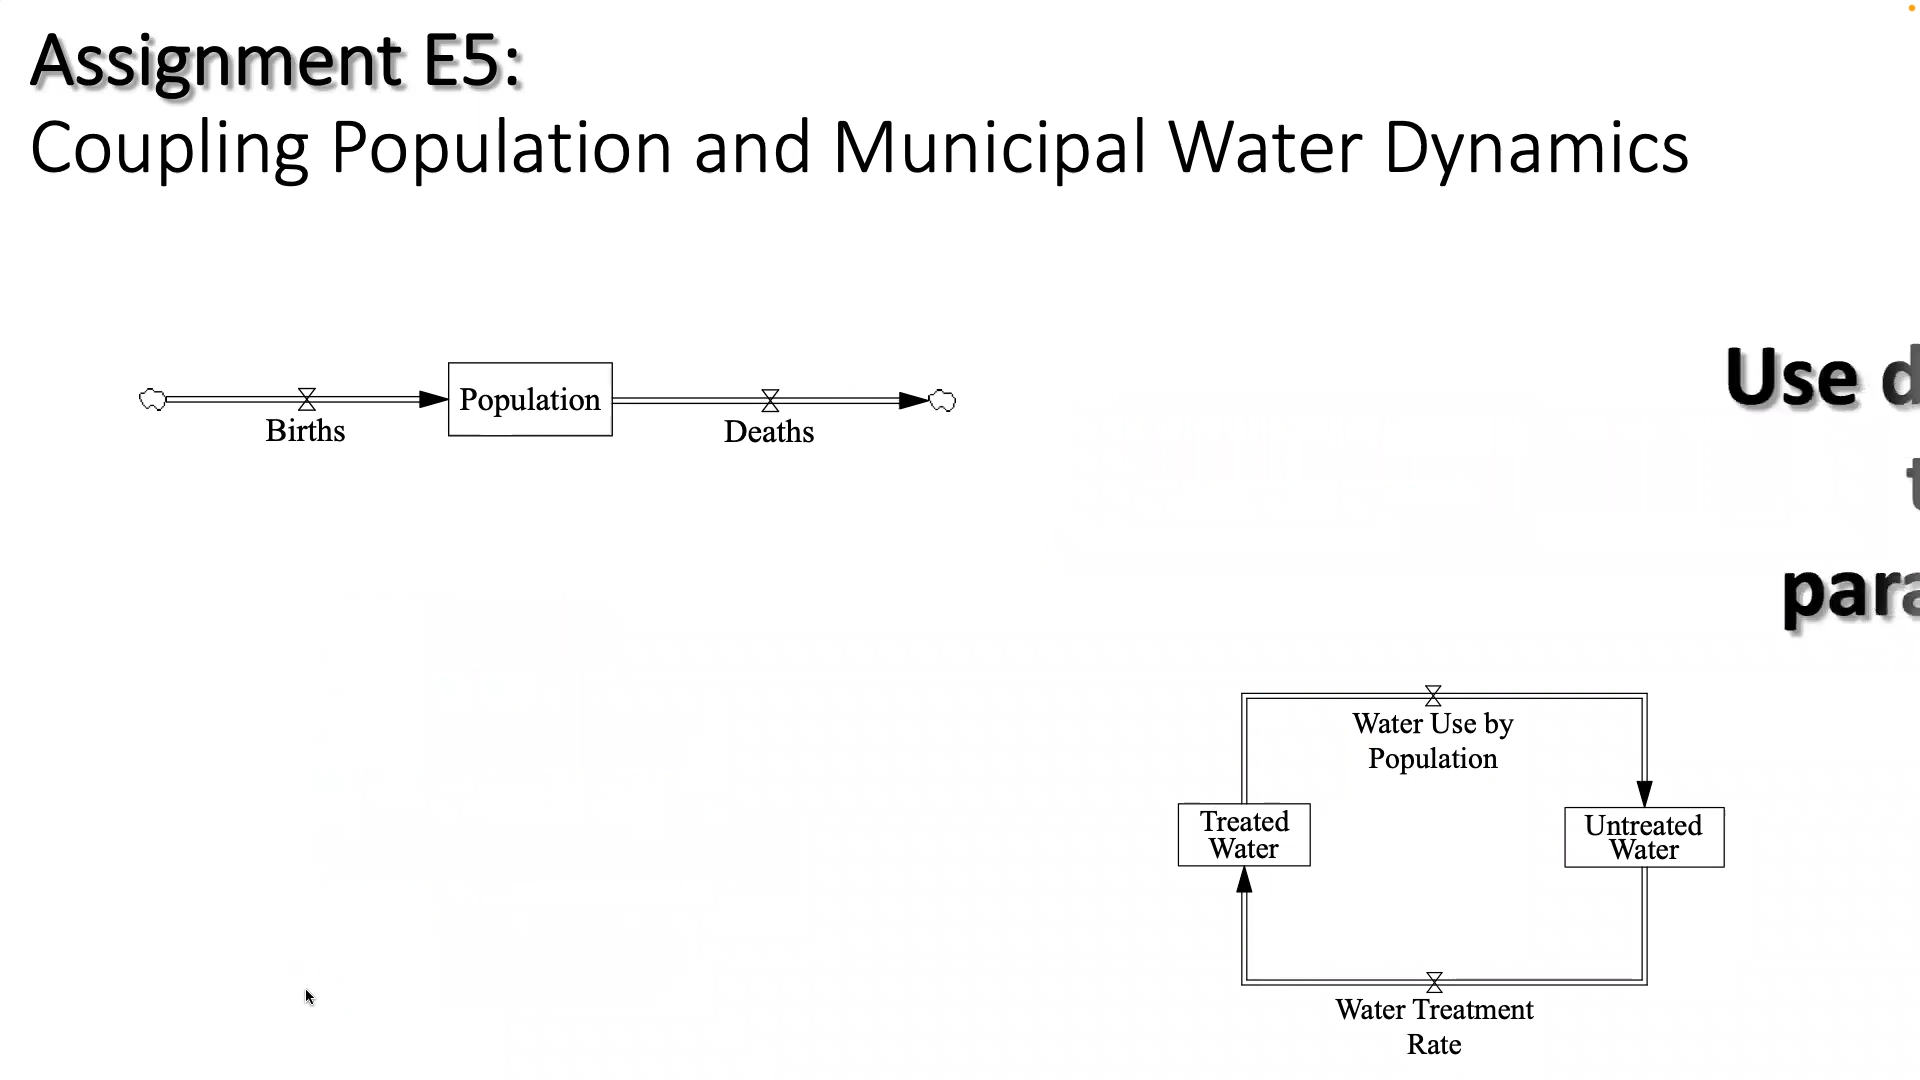 Assignment E5:
Coupling Population and Municipal Water Dynamics
Population
Births
Deaths
Use
Water Use by
Population
Treated
Water
Untreated
Water
Water Treatment
Rate